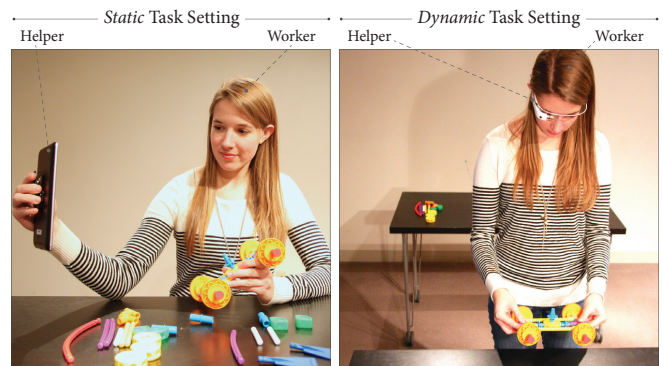 Static Task Setting
Helper
Worker
Dynamic Task Setting
Helper
Worker